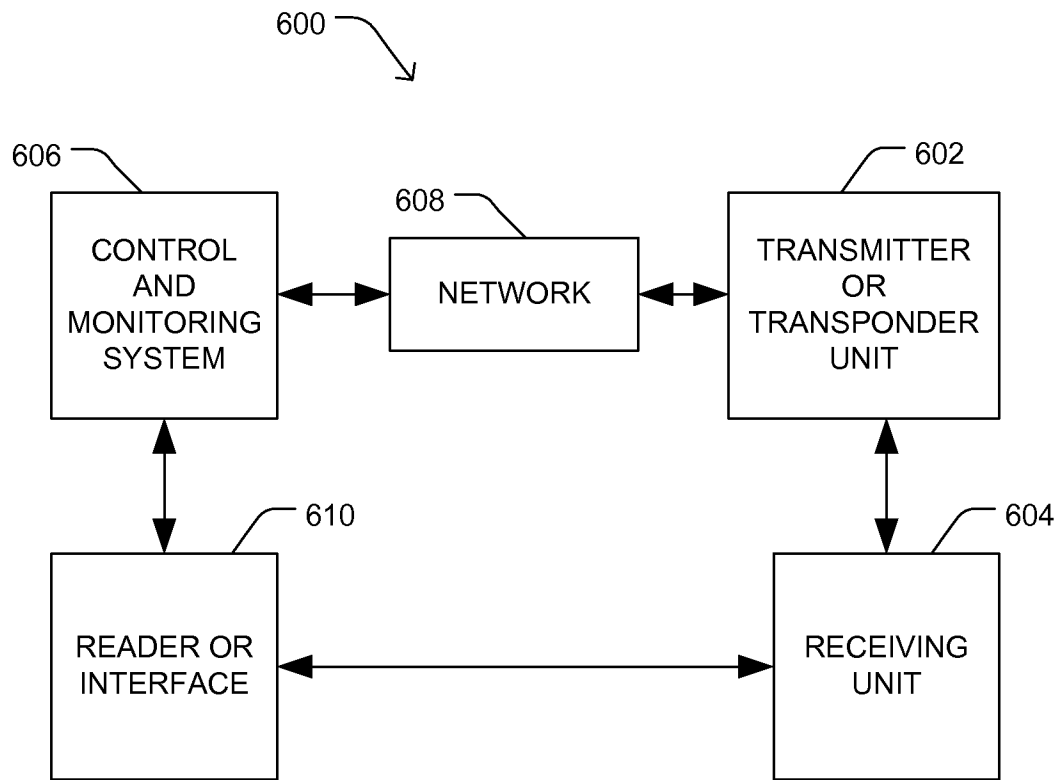 600
606
602
608
CONTROL
AND
MONITORING
SYSTEM
NETWORK
TRANSMITTER
OR
TRANSPONDER
UNIT
610
604
READER OR
INTERFACE
RECEIVING
UNIT